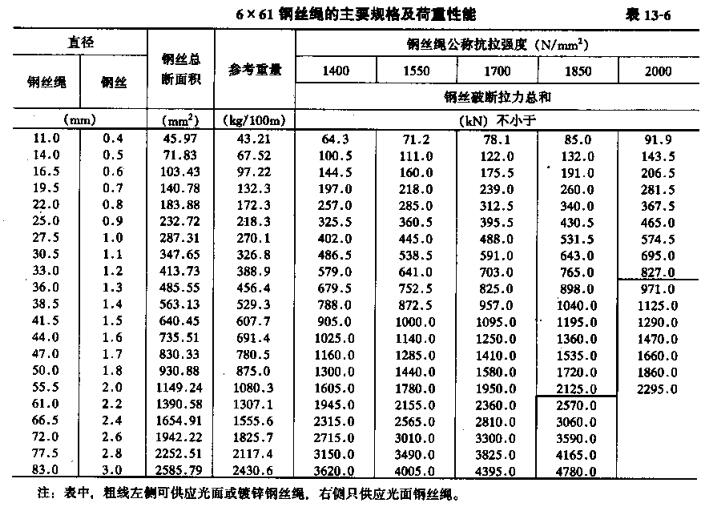 6×61 钢丝绳的主要规格及荷重性能 表 13-6
直径 钢丝总断面积 参考重量 钢丝绳公称抗拉强度 (N/mm²)
钢丝绳 钢丝 1400 1550 1700 1850 2000
钢丝破断拉力总和
(mm) (mm²) (kg/100m) (kN) 不小于
11.0 0.4 45.97 43.21 64.3 71.2 78.1 85.0 91.9
14.0 0.5 71.83 67.52 100.5 111.0 122.0 132.0 143.5
16.5 0.6 103.43 97.22 144.5 160.0 175.5 191.0 206.5
19.5 0.7 140.78 132.3 197.0 218.0 239.0 260.0 281.5
22.0 0.8 183.88 172.3 257.0 285.0 312.5 340.0 367.5
25.0 0.9 232.72 218.3 325.5 360.5 395.5 430.5 465.0
27.5 1.0 287.31 270.1 402.0 445.0 488.0 531.5 574.5
30.5 1.1 347.65 326.8 486.5 538.5 591.0 643.0 695.0
33.0 1.2 413.73 388.9 579.0 641.0 703.0 765.0 827.0
36.0 1.3 485.55 456.4 679.5 752.5 825.0 898.0 971.0
38.5 1.4 563.13 529.3 788.0 872.5 957.0 1040.0 1125.0
41.5 1.5 640.45 607.7 905.0 1000.0 1095.0 1195.0 1290.0
44.0 1.6 735.51 691.4 1025.0 1140.0 1250.0 1360.0 1470.0
47.0 1.7 830.33 780.5 1160.0 1285.0 1410.0 1535.0 1660.0
50.0 1.8 930.88 875.0 1300.0 1440.0 1580.0 1720.0 1860.0
55.5 2.0 1149.24 1080.3 1605.0 1780.0 1950.0 2125.0 2295.0
61.0 2.2 1390.58 1307.1 1945.0 2155.0 2360.0 2570.0
66.5 2.4 1654.91 1555.6 2315.0 2565.0 2810.0 3060.0
72.0 2.6 1942.22 1825.7 2715.0 3010.0 3300.0 3590.0
77.5 2.8 2252.51 2117.4 3150.0 3490.0 3825.0 4165.0
83.0 3.0 2585.79 2430.6 3620.0 4005.0 4395.0 4780.0
注：表中，粗线左侧可供应光面或镀锌钢丝绳，右侧只供应光面钢丝绳。